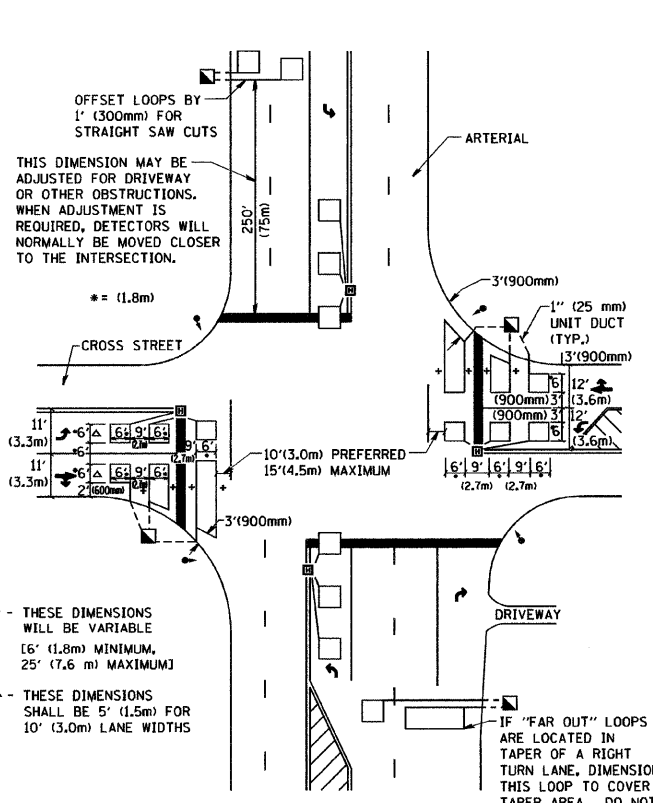 OFFSET LOOPS BY
1' (300mm) FOR
STRAIGHT SAW CUTS
THIS DIMENSION MAY BE
ADJUSTED FOR DRIVEWAY
OR OTHER OBSTRUCTIONS.
WHEN ADJUSTMENT IS
REQUIRED, DETECTORS WILL
NORMALLY BE MOVED CLOSER
TO THE INTERSECTION.
250'
(75m)
ARTERIAL
* = (1.8m)
CROSS STREET
3'(900mm)
1" (25 mm)
UNIT DUCT
(TYP.)
3'(900mm)
6'
12'
(3.6m)
(900mm) 3'
(900mm) 3'
12'
6'
(3.6m)
H
6' 9' 6' 9' 6'
(2.7m) (2.7m)
10'(3.0m) PREFERRED
15'(4.5m) MAXIMUM
H
11'
(3.3m)
*6'
6* 9' 6*
9' 6'
(2.7m)
*6'
11'
(3.3m)
*6'
6* 9' 6*
2'
(600mm)
3'(900mm)
H
H
DRIVEWAY
- THESE DIMENSIONS
WILL BE VARIABLE
[6' (1.8m) MINIMUM,
25' (7.6 m) MAXIMUM]
- THESE DIMENSIONS
SHALL BE 5' (1.5m) FOR
10' (3.0m) LANE WIDTHS
IF "FAR OUT" LOOPS
ARE LOCATED IN
TAPER OF A RIGHT
TURN LANE, DIMENSION
THIS LOOP TO COVER
TAPER AREA. DO NOT